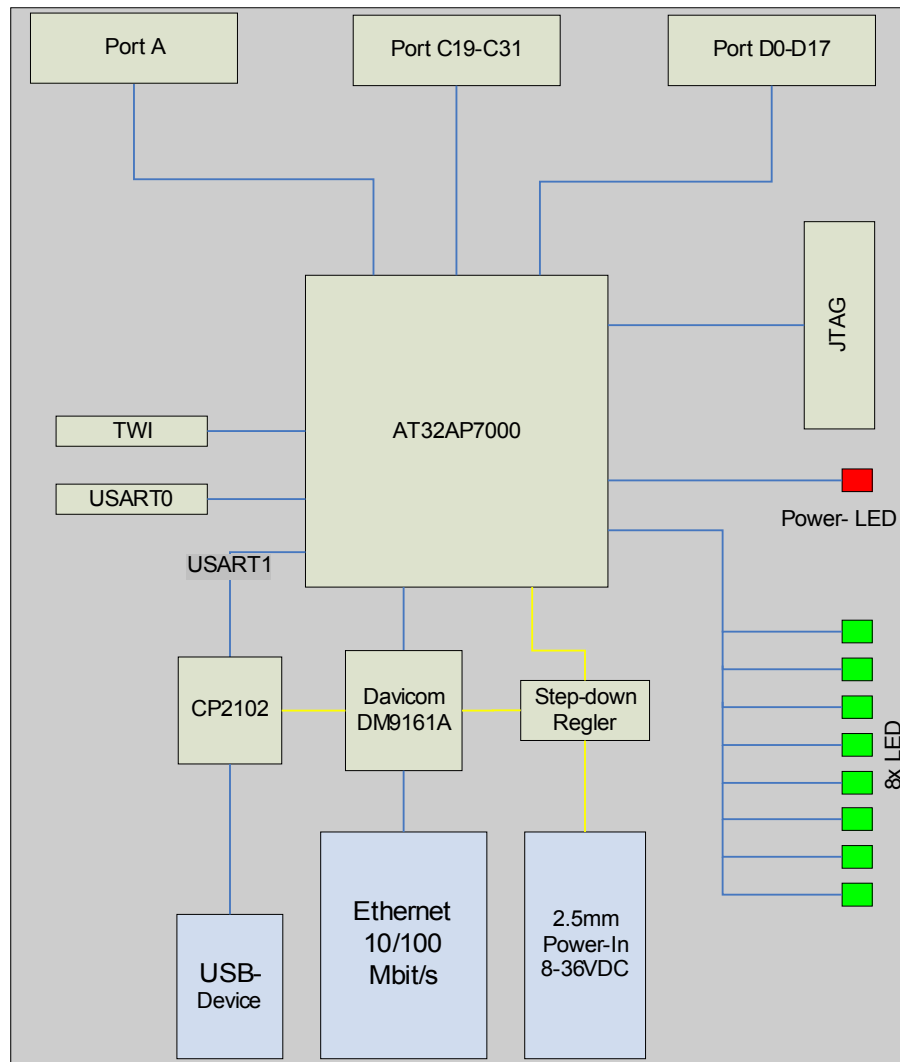 Port A
Port C19-C31
Port D0-D17
JTAG
AT32AP7000
TWI
USART0
Power- LED
USART1
CP2102
Davicom
DM9161A
Step-down
Regler
8x LED
Ethernet
10/100
Mbit/s
2.5mm
Power-In
8-36VDC
USB-
Device